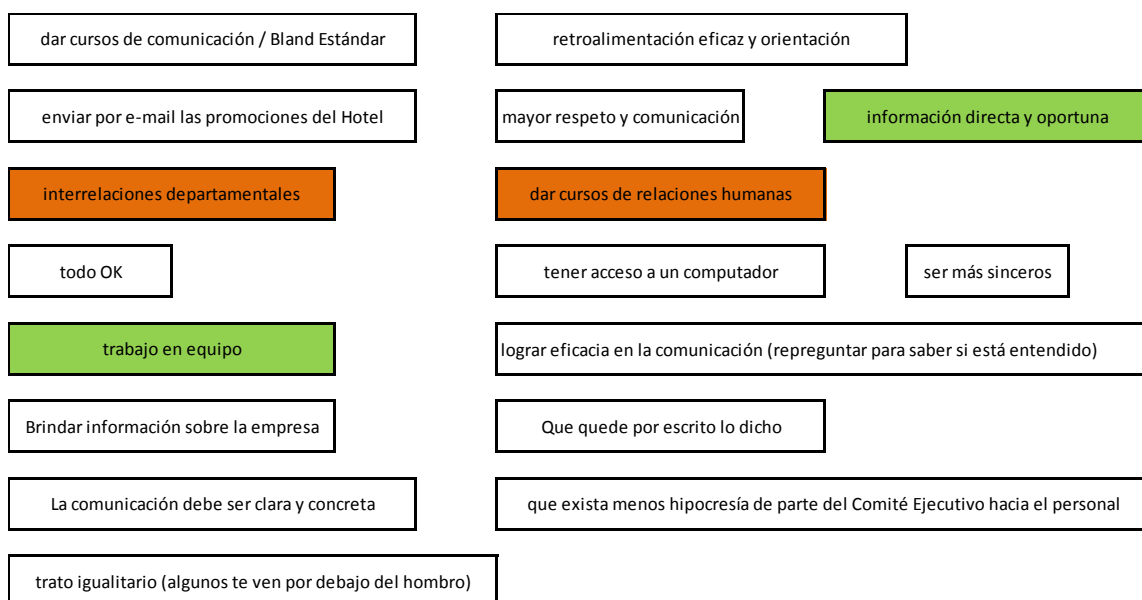 dar cursos de comunicación / Bland Estándar
retroalimentación eficaz y orientación
enviar por e-mail las promociones del Hotel
mayor respeto y comunicación
información directa y oportuna
interrelaciones departamentales
dar cursos de relaciones humanas
todo OK
tener acceso a un computador
ser más sinceros
trabajo en equipo
lograr eficacia en la comunicación (repreguntar para saber si está entendido)
Brindar información sobre la empresa
Que quede por escrito lo dicho
La comunicación debe ser clara y concreta
que exista menos hipocresía de parte del Comité Ejecutivo hacia el personal
trato igualitario (algunos te ven por debajo del hombro)